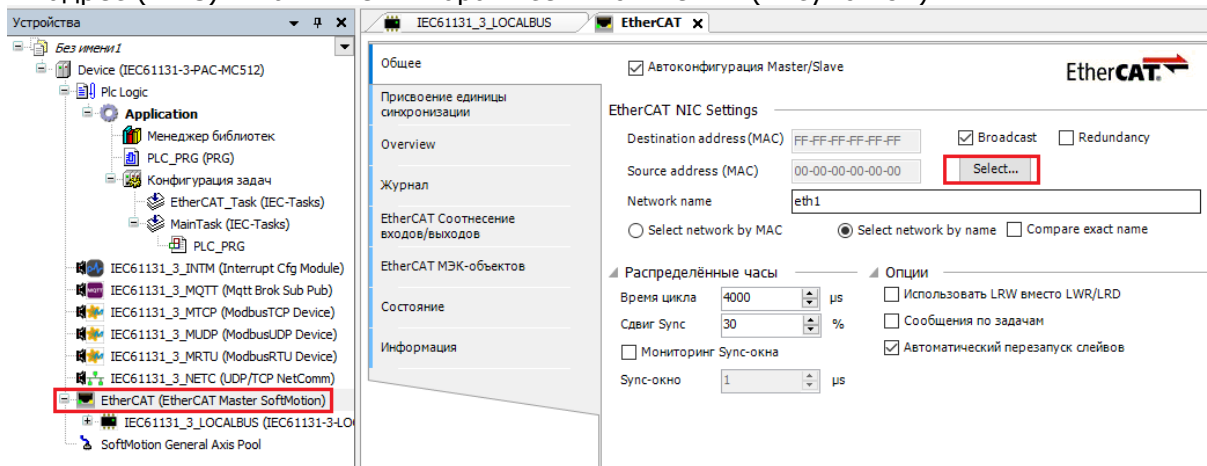 Устройства
Без имени1
Device (IEC61131-3-PAC-MC512)
Plc Logic
Application
Менеджер библиотек
PLC_PRG (PRG)
Конфигурация задач
EtherCAT_Task (IEC-Tasks)
MainTask (IEC-Tasks)
PLC_PRG
IEC61131_3_INTM (Interrupt Cfg Module)
IEC61131_3_MQTT (Mqtt Brok Sub Pub)
IEC61131_3_MTCP (ModbusTCP Device)
IEC61131_3_MUDP (ModbusUDP Device)
IEC61131_3_MRTU (ModbusRTU Device)
IEC61131_3_NETC (UDP/TCP NetComm)
EtherCAT (EtherCAT Master SoftMotion)
IEC61131_3_LOCALBUS (IEC61131-3-LO
SoftMotion General Axis Pool
IEC61131_3_LOCALBUS EtherCAT
Общее
Присвоение единицы
синхронизации
Overview
Журнал
EtherCAT Соотнесение
входов/выходов
EtherCAT МЭК-объектов
Состояние
Информация
Автоконфигурация Master/Slave
EtherCAT
EtherCAT NIC Settings
Destination address (MAC) FF-FF-FF-FF-FF-FF Broadcast Redundancy
Source address (MAC) 00-00-00-00-00-00 Select...
Network name eth1
Select network by MAC Select network by name Compare exact name
Распределённые часы Опции
Время цикла 4000 µs Использовать LRW вместо LWR/LRD
Сдвиг Sync 30 % Сообщения по задачам
Мониторинг Sync-окна Автоматический перезапуск слейвов
Sync-окно 1 µs